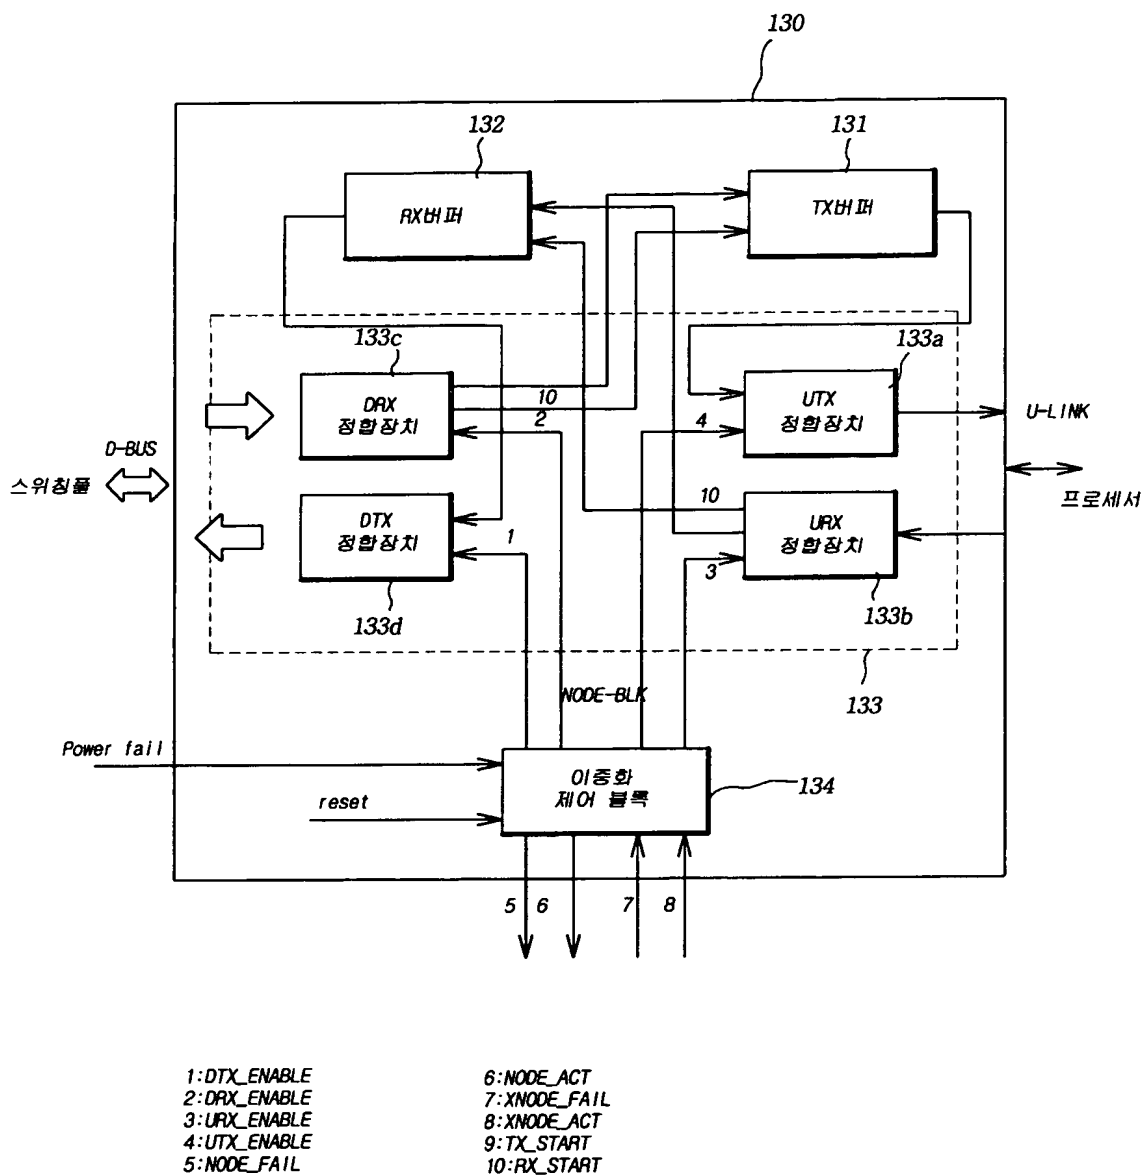 130
132
131
RX버퍼
TX버퍼
133c
133a
DRX
정합장치
10
2
4
UTX
정합장치
U-LINK
D-BUS
스위칭풀
프로세서
DTX
정합장치
1
10
URX
정합장치
3
133d
133b
NODE-BLK
133
Power fail
이중화
제어 블록
134
reset
5
6
7
8
1:DTX_ENABLE
2:DRX_ENABLE
3:URX_ENABLE
4:UTX_ENABLE
5:NODE_FAIL
6:NODE_ACT
7:XNODE_FAIL
8:XNODE_ACT
9:TX_START
10:RX_START